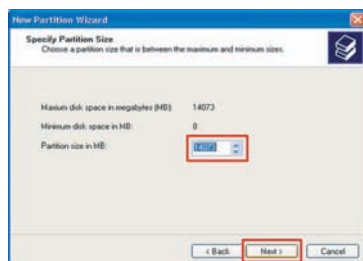 New Partition Wizard
Specify Partition Size
Choose a partition size that is between the maximum and minimum sizes.
Maximum disk space in megabytes (MB): 14073
Minimum disk space in MB: 8
Partition size in MB: 14073
< Back Next > Cancel